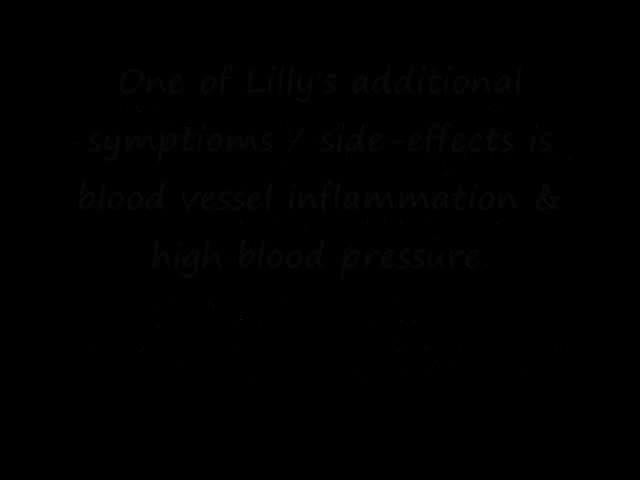 One of Lilly's additional
symptioms / side-effects is
blood vessel inflammation &
high blood pressure.